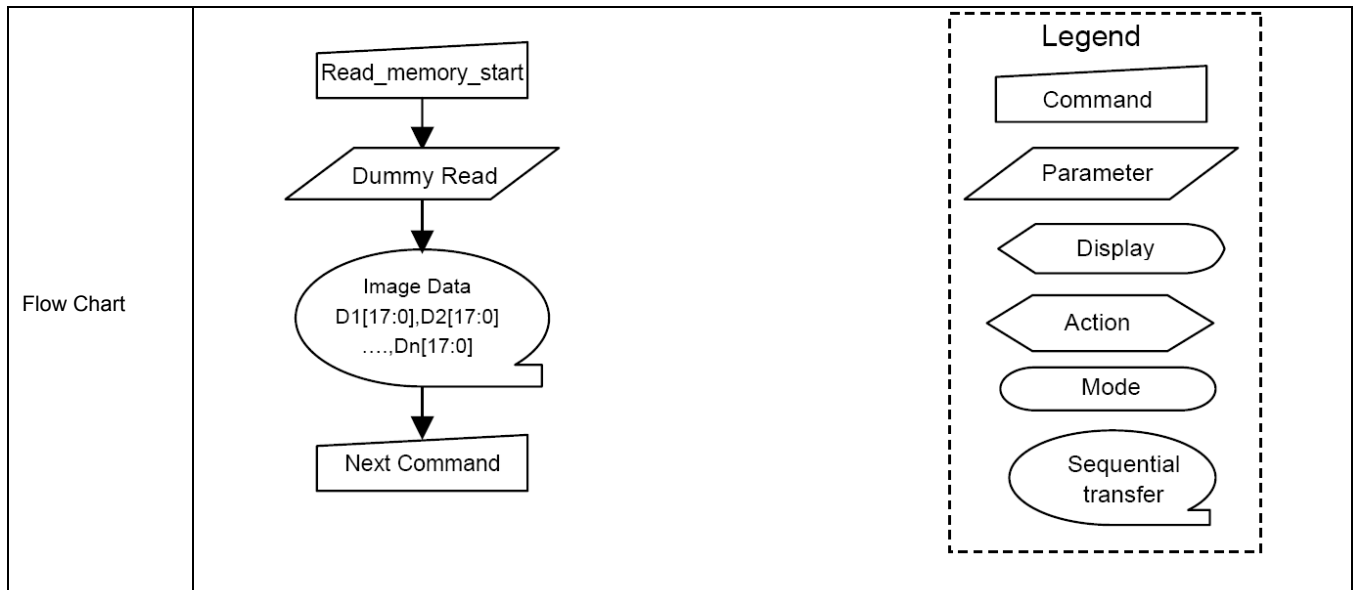 Flow Chart
Read_memory_start
Dummy Read
Image Data
D1[17:0],D2[17:0]
....,Dn[17:0]
Next Command
Legend
Command
Parameter
Display
Action
Mode
Sequential
transfer